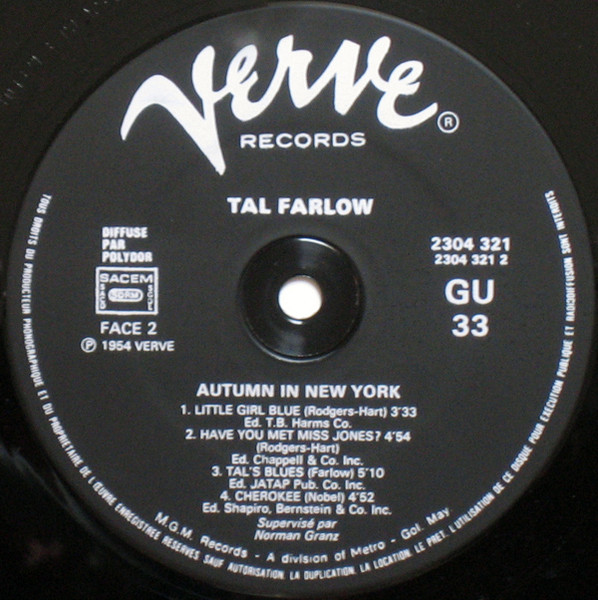 Verve ®
RECORDS
TAL FARLOW
DIFFUSE
PAR
POLYDOR
SACEM
SACD
SDRM
SGDL
FACE 2
℗ 1954 VERVE
2304 321
2304 321 2
GU
33
AUTUMN IN NEW YORK
1. LITTLE GIRL BLUE (Rodgers-Hart) 3'33
Ed. T.B. Harms Co.
2. HAVE YOU MET MISS JONES? 4'54
(Rodgers-Hart)
Ed. Chappell & Co. Inc.
3. TAL'S BLUES (Farlow) 5'10
Ed. JATAP Pub. Co. Inc.
4. CHEROKEE (Nobel) 4'52
Ed. Shapiro, Bernstein & Co. Inc.
Supervisé par
Norman Granz
M.G.M. Records - A division of Metro - Gol. May.
TOUS DROITS DU PRODUCTEUR PHONOGRAPHIQUE ET DU PROPRIETAIRE DE L'ŒUVRE ENREGISTREE RESERVES SAUF AUTORISATION. LA DUPLICATION, LA LOCATION, LE PRET, L'UTILISATION DE CE DISQUE POUR EXECUTION PUBLIQUE ET RADIODIFFUSION SONT INTERDITS